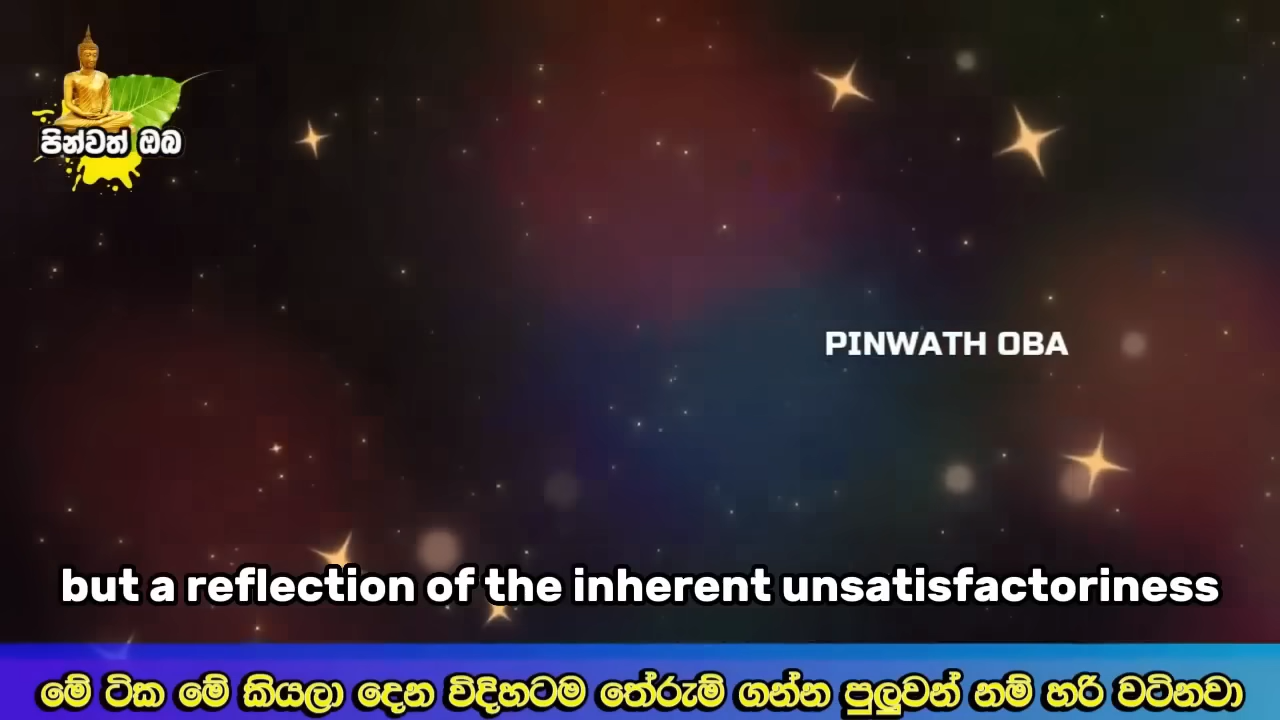 පින්වත් ඔබ
PINWATH OBA
but a reflection of the inherent unsatisfactoriness
මේ ටික මේ කියලා දෙන විදිහටම තේරුම් ගන්න පුලුවන් නම් හරි වටිනවා